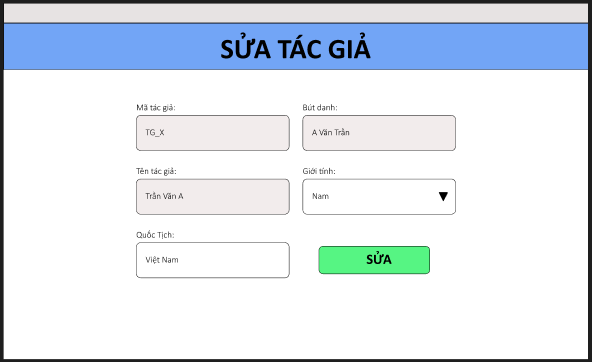 SỬA TÁC GIẢ
Mã tác giả:
Bút danh:
TG_X
A Văn Trần
Tên tác giả:
Giới tính:
Trần Văn A
Nam
Quốc Tịch:
Việt Nam
SỬA